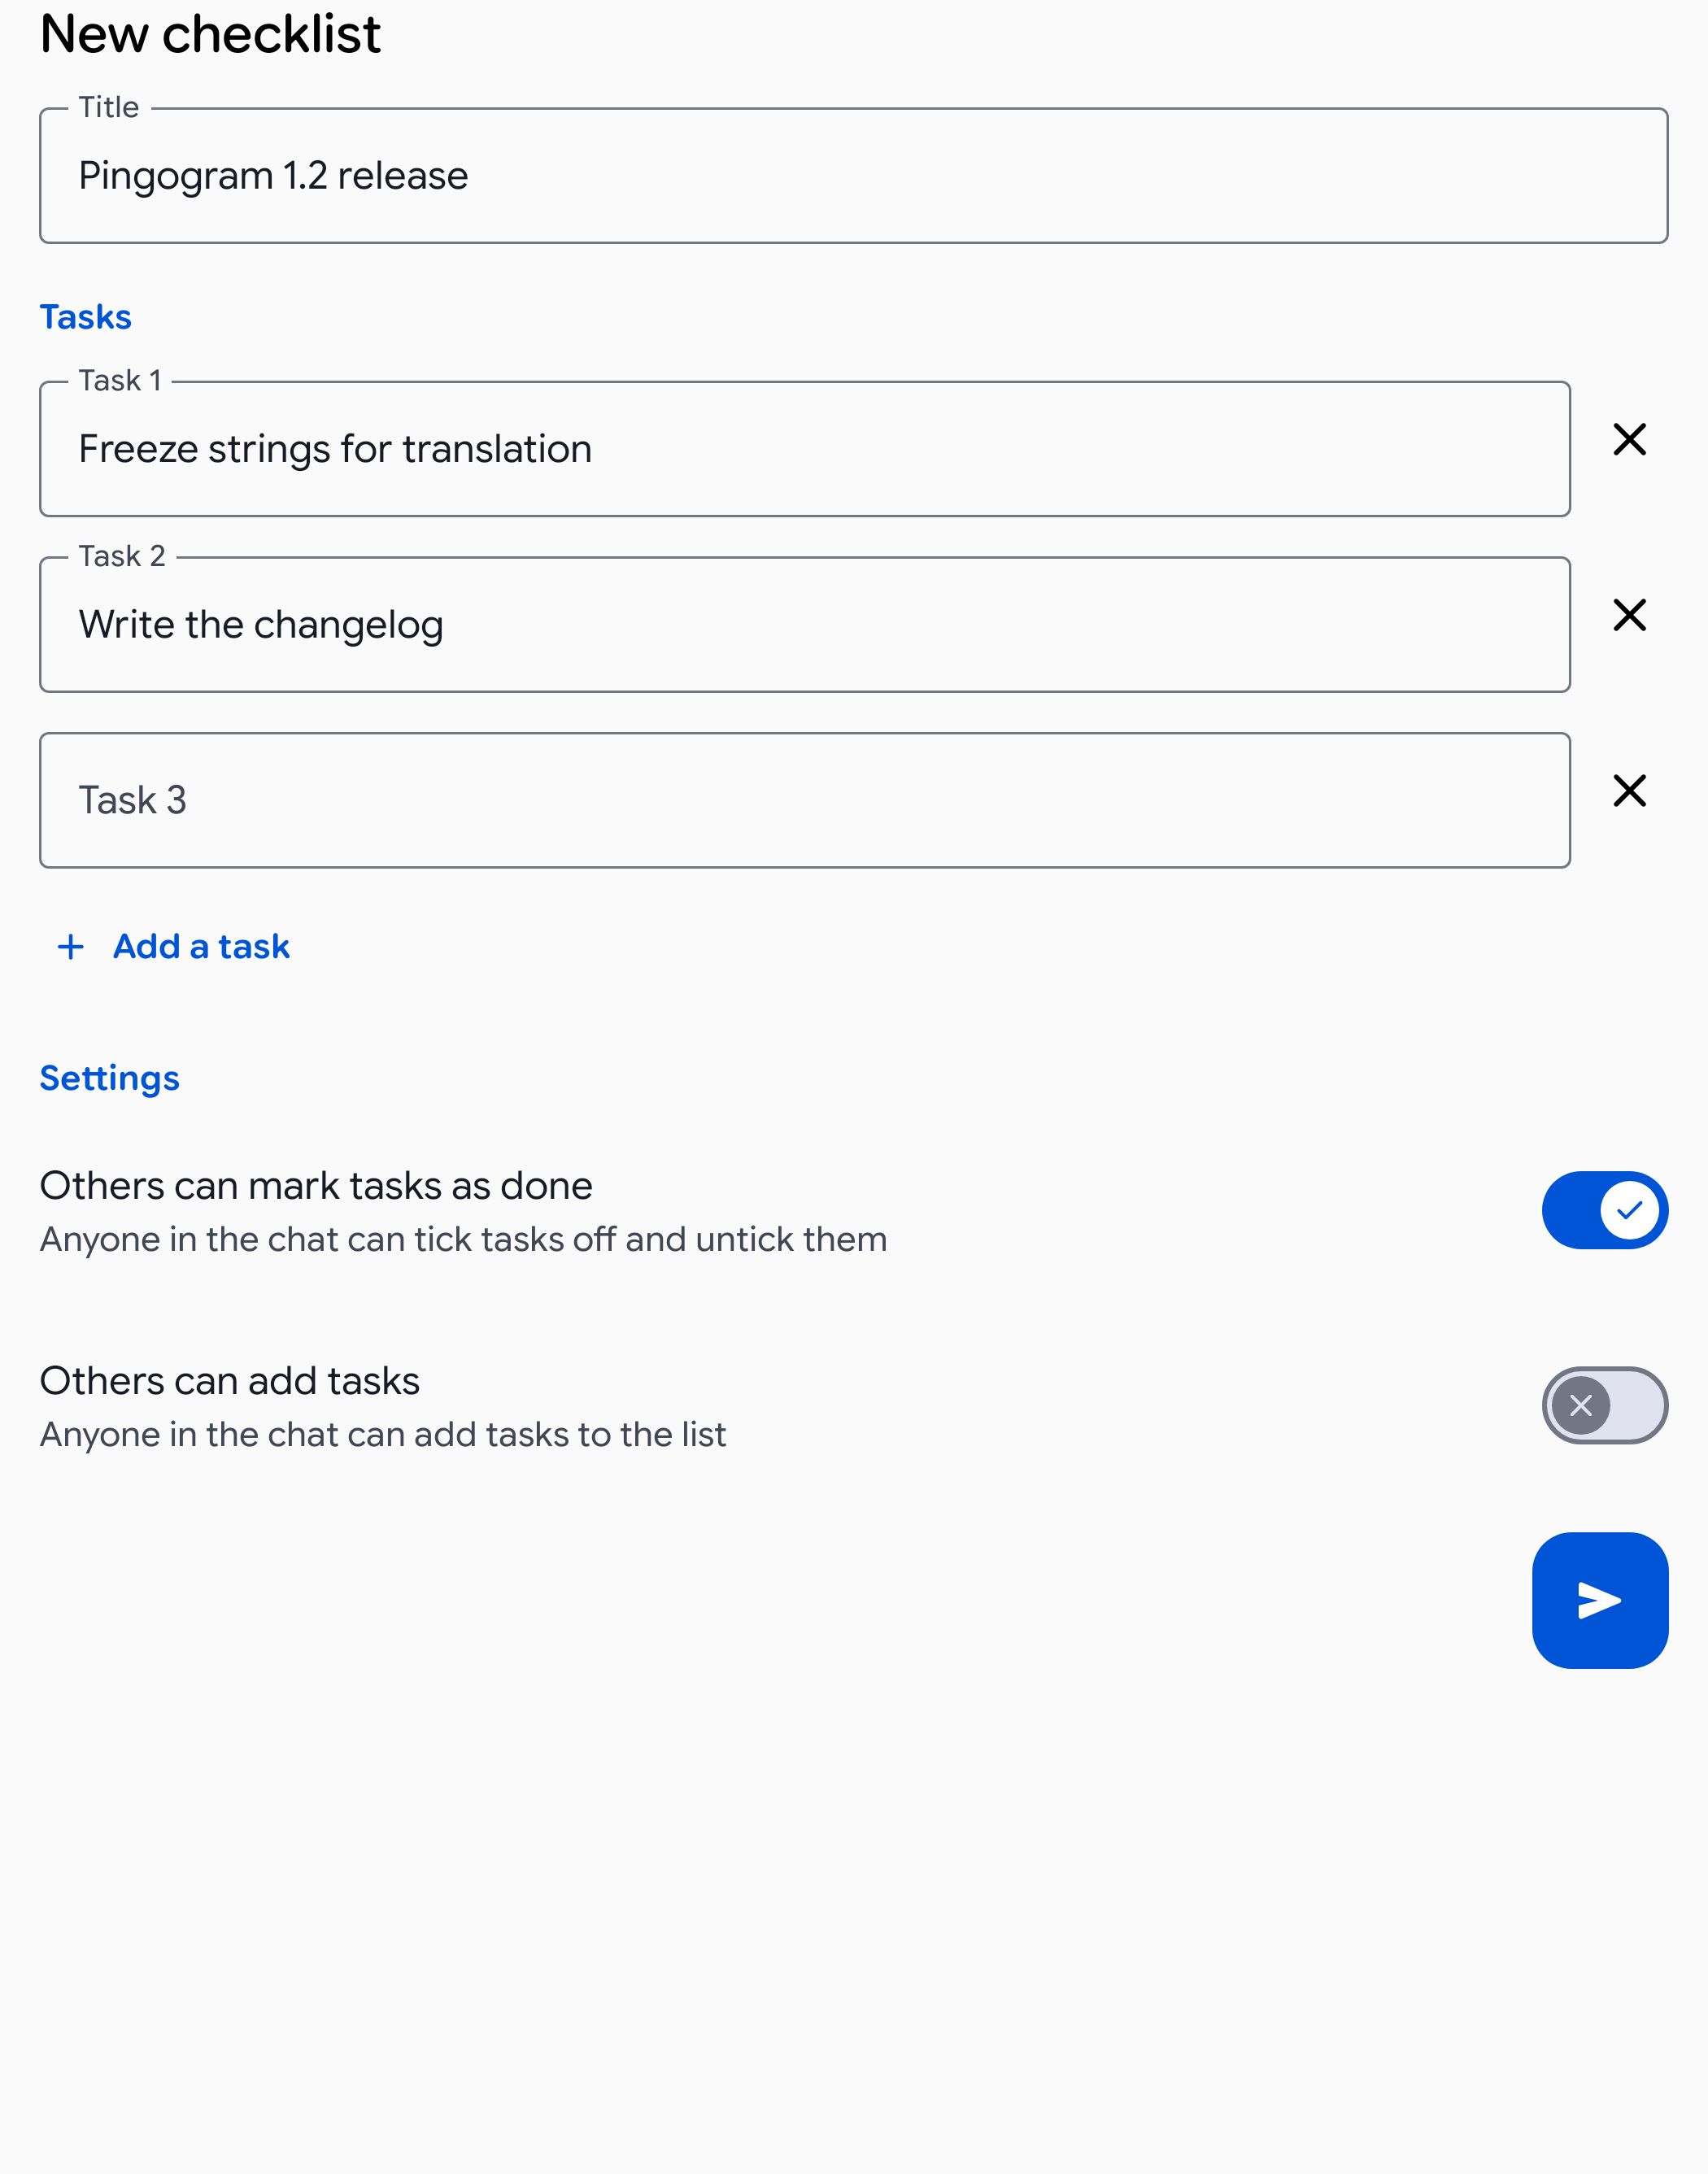 New checklist
Title
Pingogram 1.2 release
Tasks
Task 1
Freeze strings for translation
Task 2
Write the changelog
Task 3
Add a task
Settings
Others can mark tasks as done
Anyone in the chat can tick tasks off and untick them
Others can add tasks
Anyone in the chat can add tasks to the list